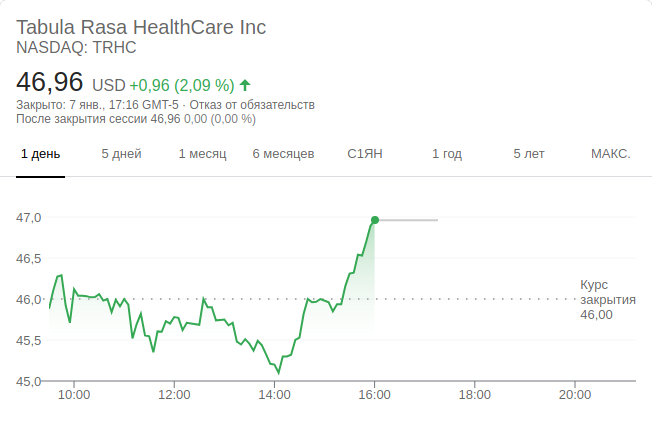 Tabula Rasa HealthCare Inc
NASDAQ: TRHC
46,96 USD +0,96 (2,09 %)
Закрыто: 7 янв., 17:16 GMT-5 · Отказ от обязательств
После закрытия сессии 46,96 0,00 (0,00 %)
1 день 5 дней 1 месяц 6 месяцев С1ЯН 1 год 5 лет МАКС.
47,0
46,5
46,0
45,5
45,0
Курс
закрытия
46,00
10:00 12:00 14:00 16:00 18:00 20:00